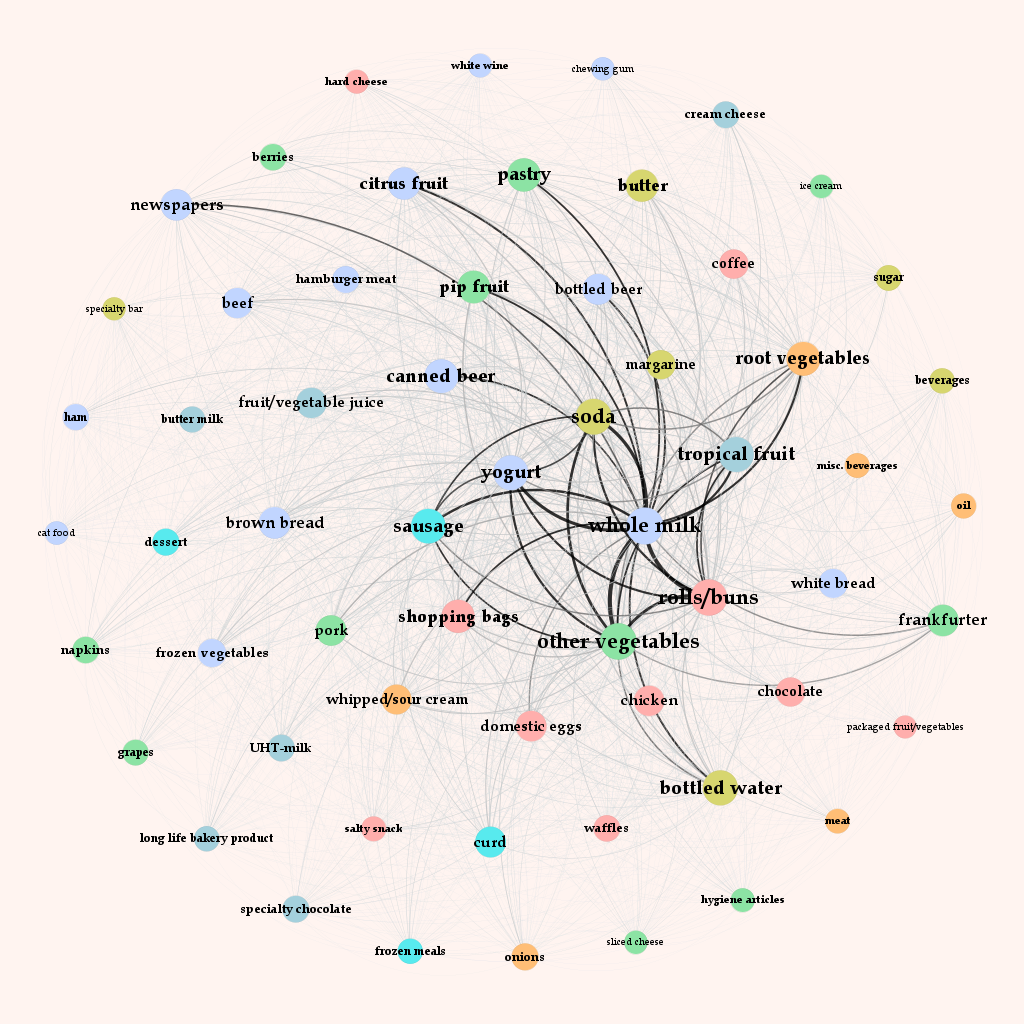 white wine
chewing gum
hard cheese
cream cheese
berries
pastry
citrus fruit
butter
ice cream
newspapers
coffee
hamburger meat
sugar
pip fruit
bottled beer
beef
specialty bar
root vegetables
margarine
canned beer
beverages
fruit/vegetable juice
soda
ham
butter milk
tropical fruit
misc. beverages
yogurt
oil
brown bread
sausage
whole milk
cat food
dessert
white bread
rolls/buns
shopping bags
frankfurter
pork
other vegetables
napkins
frozen vegetables
chocolate
whipped/sour cream
chicken
domestic eggs
packaged fruit/vegetables
UHT-milk
grapes
bottled water
meat
salty snack
waffles
long life bakery product
curd
hygiene articles
specialty chocolate
sliced cheese
frozen meals
onions